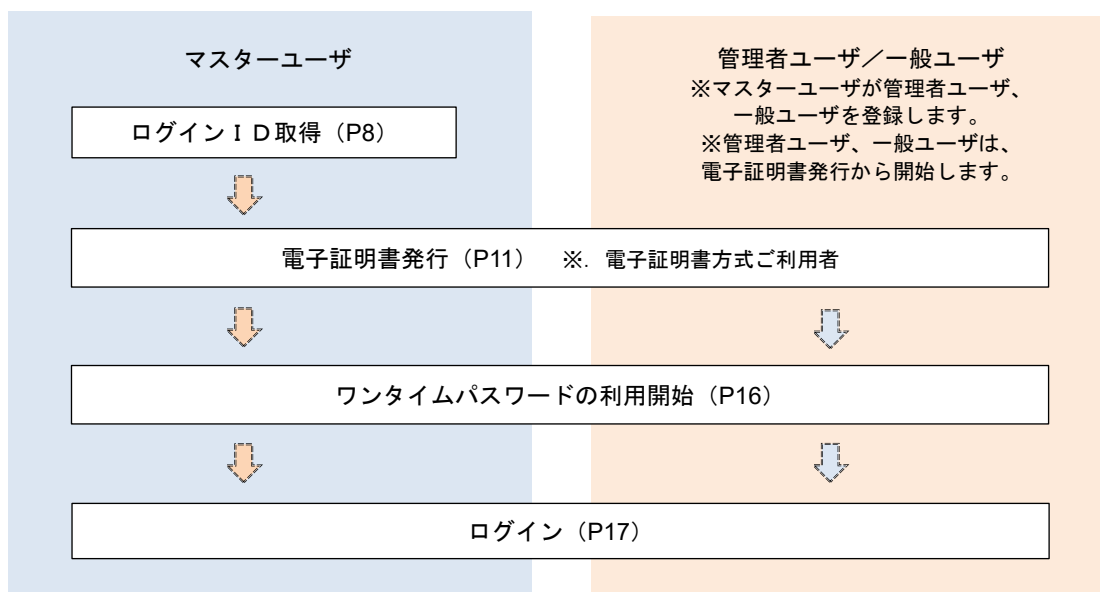 マスターユーザ
ログインＩＤ取得（P8）
管理者ユーザ／一般ユーザ
※マスターユーザが管理者ユーザ、
一般ユーザを登録します。
※管理者ユーザ、一般ユーザは、
電子証明書発行から開始します。
電子証明書発行（P11）　※. 電子証明書方式ご利用者
ワンタイムパスワードの利用開始（P16）
ログイン（P17）